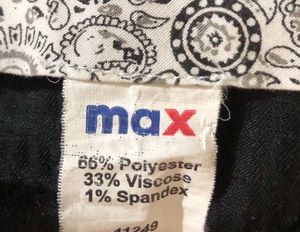 max
66% Polyester
33% Viscose
1% Spandex